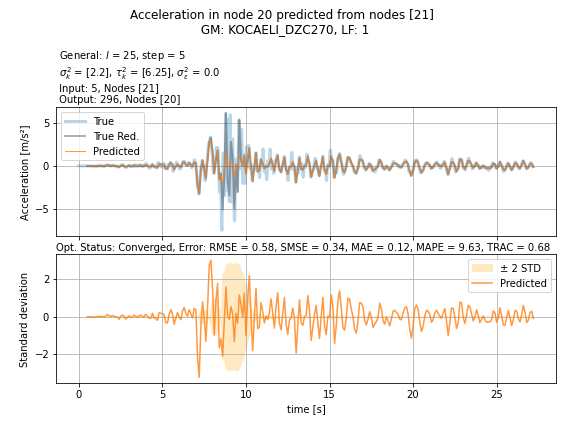 Acceleration in node 20 predicted from nodes [21]
GM: KOCAELI_DZC270, LF: 1
General: l = 25, step = 5
σ²ₖ = [2.2], τ²ₖ = [6.25], σ²ε = 0.0
Input: 5, Nodes [21]
Output: 296, Nodes [20]
True
True Red.
Predicted
5
0
−5
Acceleration [m/s²]
Opt. Status: Converged, Error: RMSE = 0.58, SMSE = 0.34, MAE = 0.12, MAPE = 9.63, TRAC = 0.68
± 2 STD
Predicted
2
0
−2
Standard deviation
0 5 10 15 20 25
time [s]